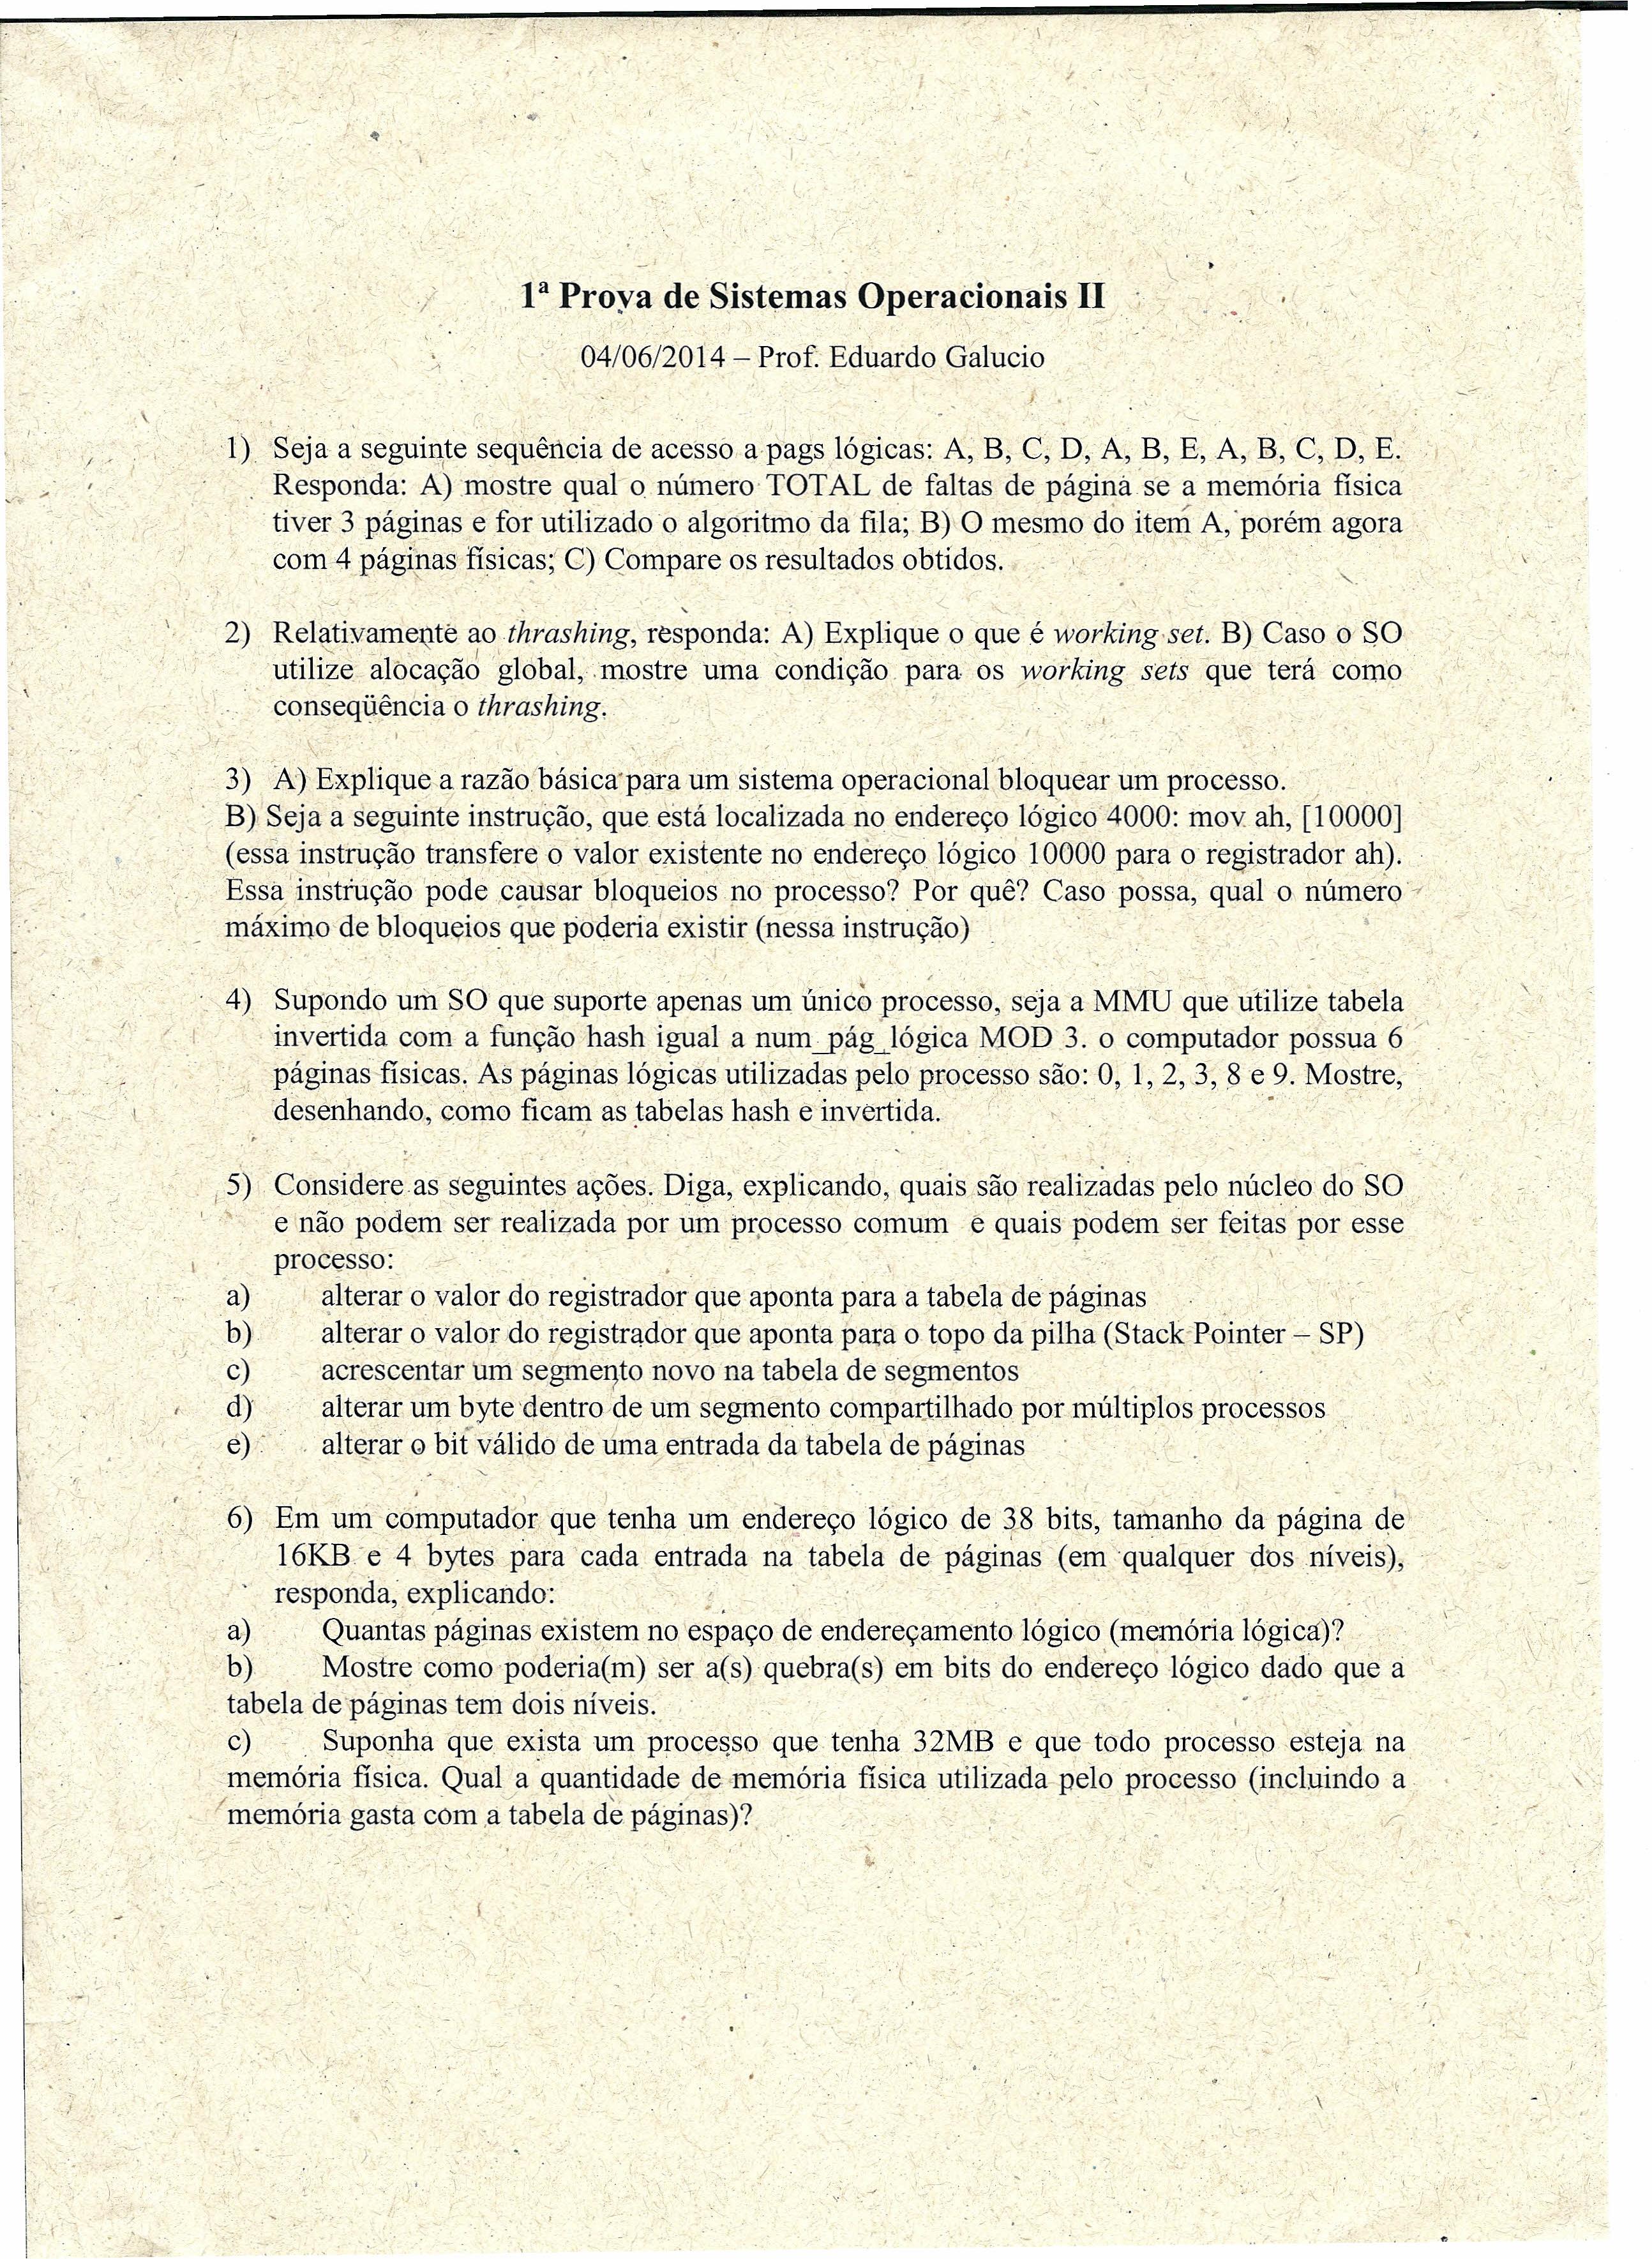 1ª Prova de Sistemas Operacionais II
04/06/2014 – Prof. Eduardo Galucio
1) Seja a seguinte sequência de acesso a pags lógicas: A, B, C, D, A, B, E, A, B, C, D, E.
Responda: A) mostre qual o número TOTAL de faltas de página se a memória física
tiver 3 páginas e for utilizado o algoritmo da fila; B) O mesmo do item A, porém agora
com 4 páginas físicas; C) Compare os resultados obtidos.
2) Relativamente ao thrashing, responda: A) Explique o que é working set. B) Caso o SO
utilize alocação global, mostre uma condição para os working sets que terá como
conseqüência o thrashing.
3) A) Explique a razão básica para um sistema operacional bloquear um processo.
B) Seja a seguinte instrução, que está localizada no endereço lógico 4000: mov ah, [10000]
(essa instrução transfere o valor existente no endereço lógico 10000 para o registrador ah).
Essa instrução pode causar bloqueios no processo? Por quê? Caso possa, qual o número
máximo de bloqueios que poderia existir (nessa instrução)
4) Supondo um SO que suporte apenas um único processo, seja a MMU que utilize tabela
invertida com a função hash igual a num_pág_lógica MOD 3. o computador possua 6
páginas físicas. As páginas lógicas utilizadas pelo processo são: 0, 1, 2, 3, 8 e 9. Mostre,
desenhando, como ficam as tabelas hash e invertida.
5) Considere as seguintes ações. Diga, explicando, quais são realizadas pelo núcleo do SO
e não podem ser realizada por um processo comum e quais podem ser feitas por esse
processo:
a) alterar o valor do registrador que aponta para a tabela de páginas
b) alterar o valor do registrador que aponta para o topo da pilha (Stack Pointer – SP)
c) acrescentar um segmento novo na tabela de segmentos
d) alterar um byte dentro de um segmento compartilhado por múltiplos processos
e) alterar o bit válido de uma entrada da tabela de páginas
6) Em um computador que tenha um endereço lógico de 38 bits, tamanho da página de
16KB e 4 bytes para cada entrada na tabela de páginas (em qualquer dos níveis),
responda, explicando:
a) Quantas páginas existem no espaço de endereçamento lógico (memória lógica)?
b) Mostre como poderia(m) ser a(s) quebra(s) em bits do endereço lógico dado que a
tabela de páginas tem dois níveis.
c) Suponha que exista um processo que tenha 32MB e que todo processo esteja na
memória física. Qual a quantidade de memória física utilizada pelo processo (incluindo a
memória gasta com a tabela de páginas)?